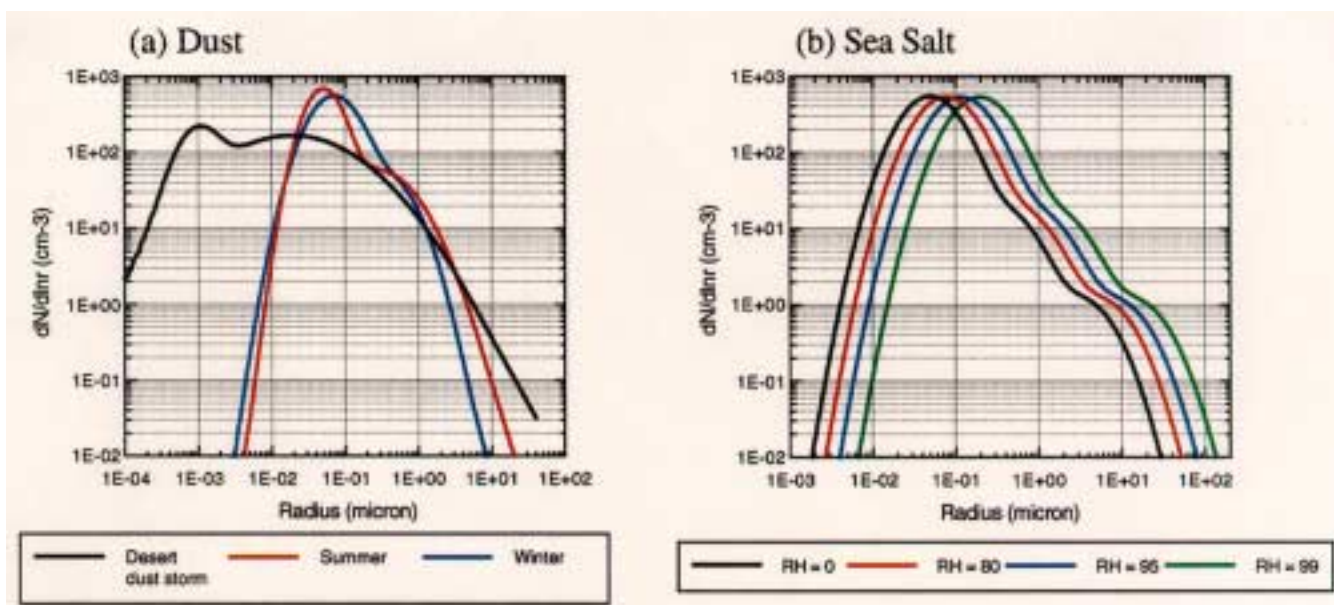 (a) Dust
1E+03
1E+02
1E+01
1E+00
1E-01
1E-02
dN/dlnr (cm-3)
1E-04 1E-03 1E-02 1E-01 1E+00 1E+01 1E+02
Radius (micron)
Desert dust storm
Summer
Winter
(b) Sea Salt
1E+03
1E+02
1E+01
1E+00
1E-01
1E-02
dN/dlnr (cm-3)
1E-03 1E-02 1E-01 1E+00 1E+01 1E+02
Radius (micron)
RH = 0 RH = 80 RH = 95 RH = 99